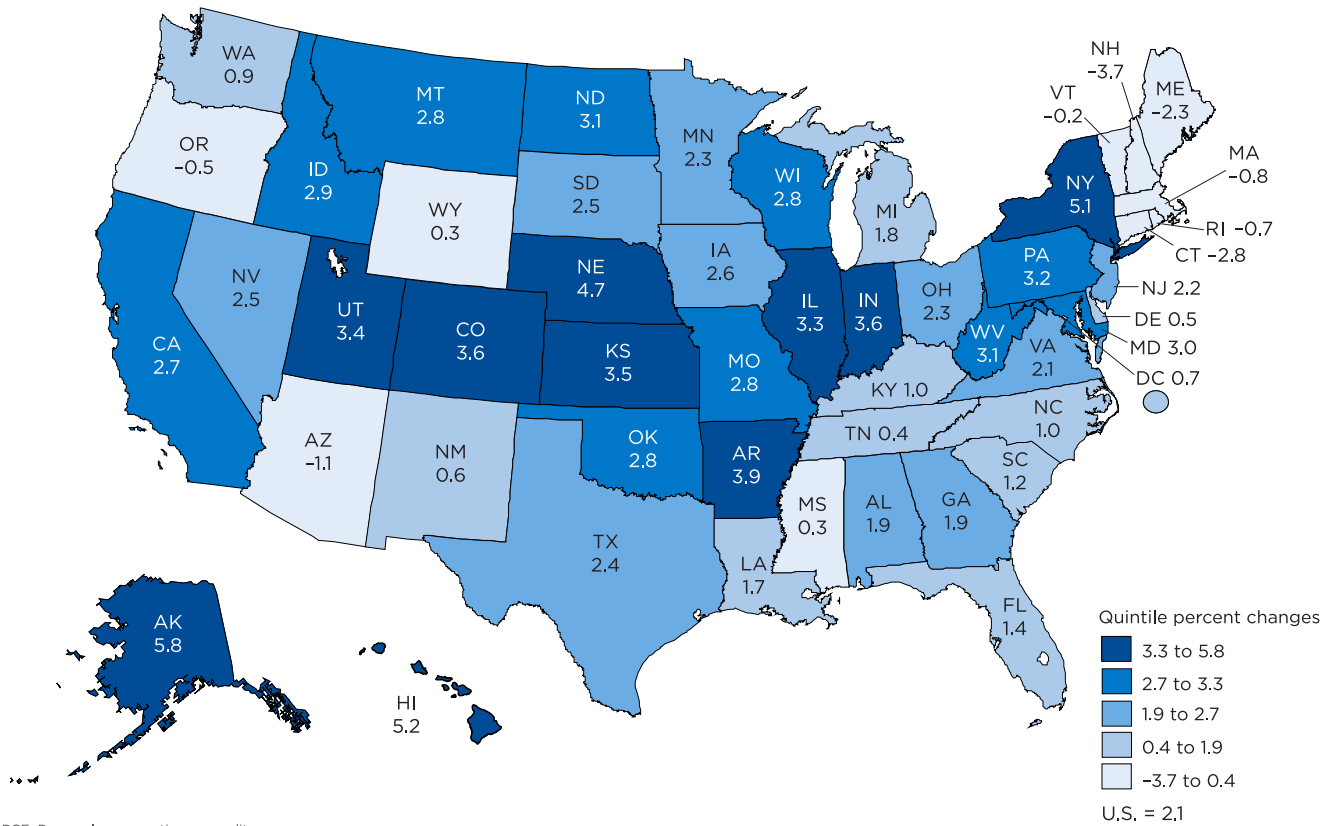 WA
0.9
OR
−0.5
CA
2.7
NV
2.5
ID
2.9
MT
2.8
WY
0.3
UT
3.4
AZ
−1.1
CO
3.6
NM
0.6
ND
3.1
SD
2.5
NE
4.7
KS
3.5
OK
2.8
TX
2.4
MN
2.3
IA
2.6
MO
2.8
AR
3.9
LA
1.7
WI
2.8
IL
3.3
MI
1.8
IN
3.6
OH
2.3
KY 1.0
TN 0.4
MS
0.3
AL
1.9
GA
1.9
FL
1.4
SC
1.2
NC
1.0
VA
2.1
WV
3.1
PA
3.2
NY
5.1
VT
−0.2
NH
−3.7
ME
−2.3
MA
−0.8
RI −0.7
CT −2.8
NJ 2.2
DE 0.5
MD 3.0
DC 0.7
AK
5.8
HI
5.2
Quintile percent changes
3.3 to 5.8
2.7 to 3.3
1.9 to 2.7
0.4 to 1.9
−3.7 to 0.4
U.S. = 2.1